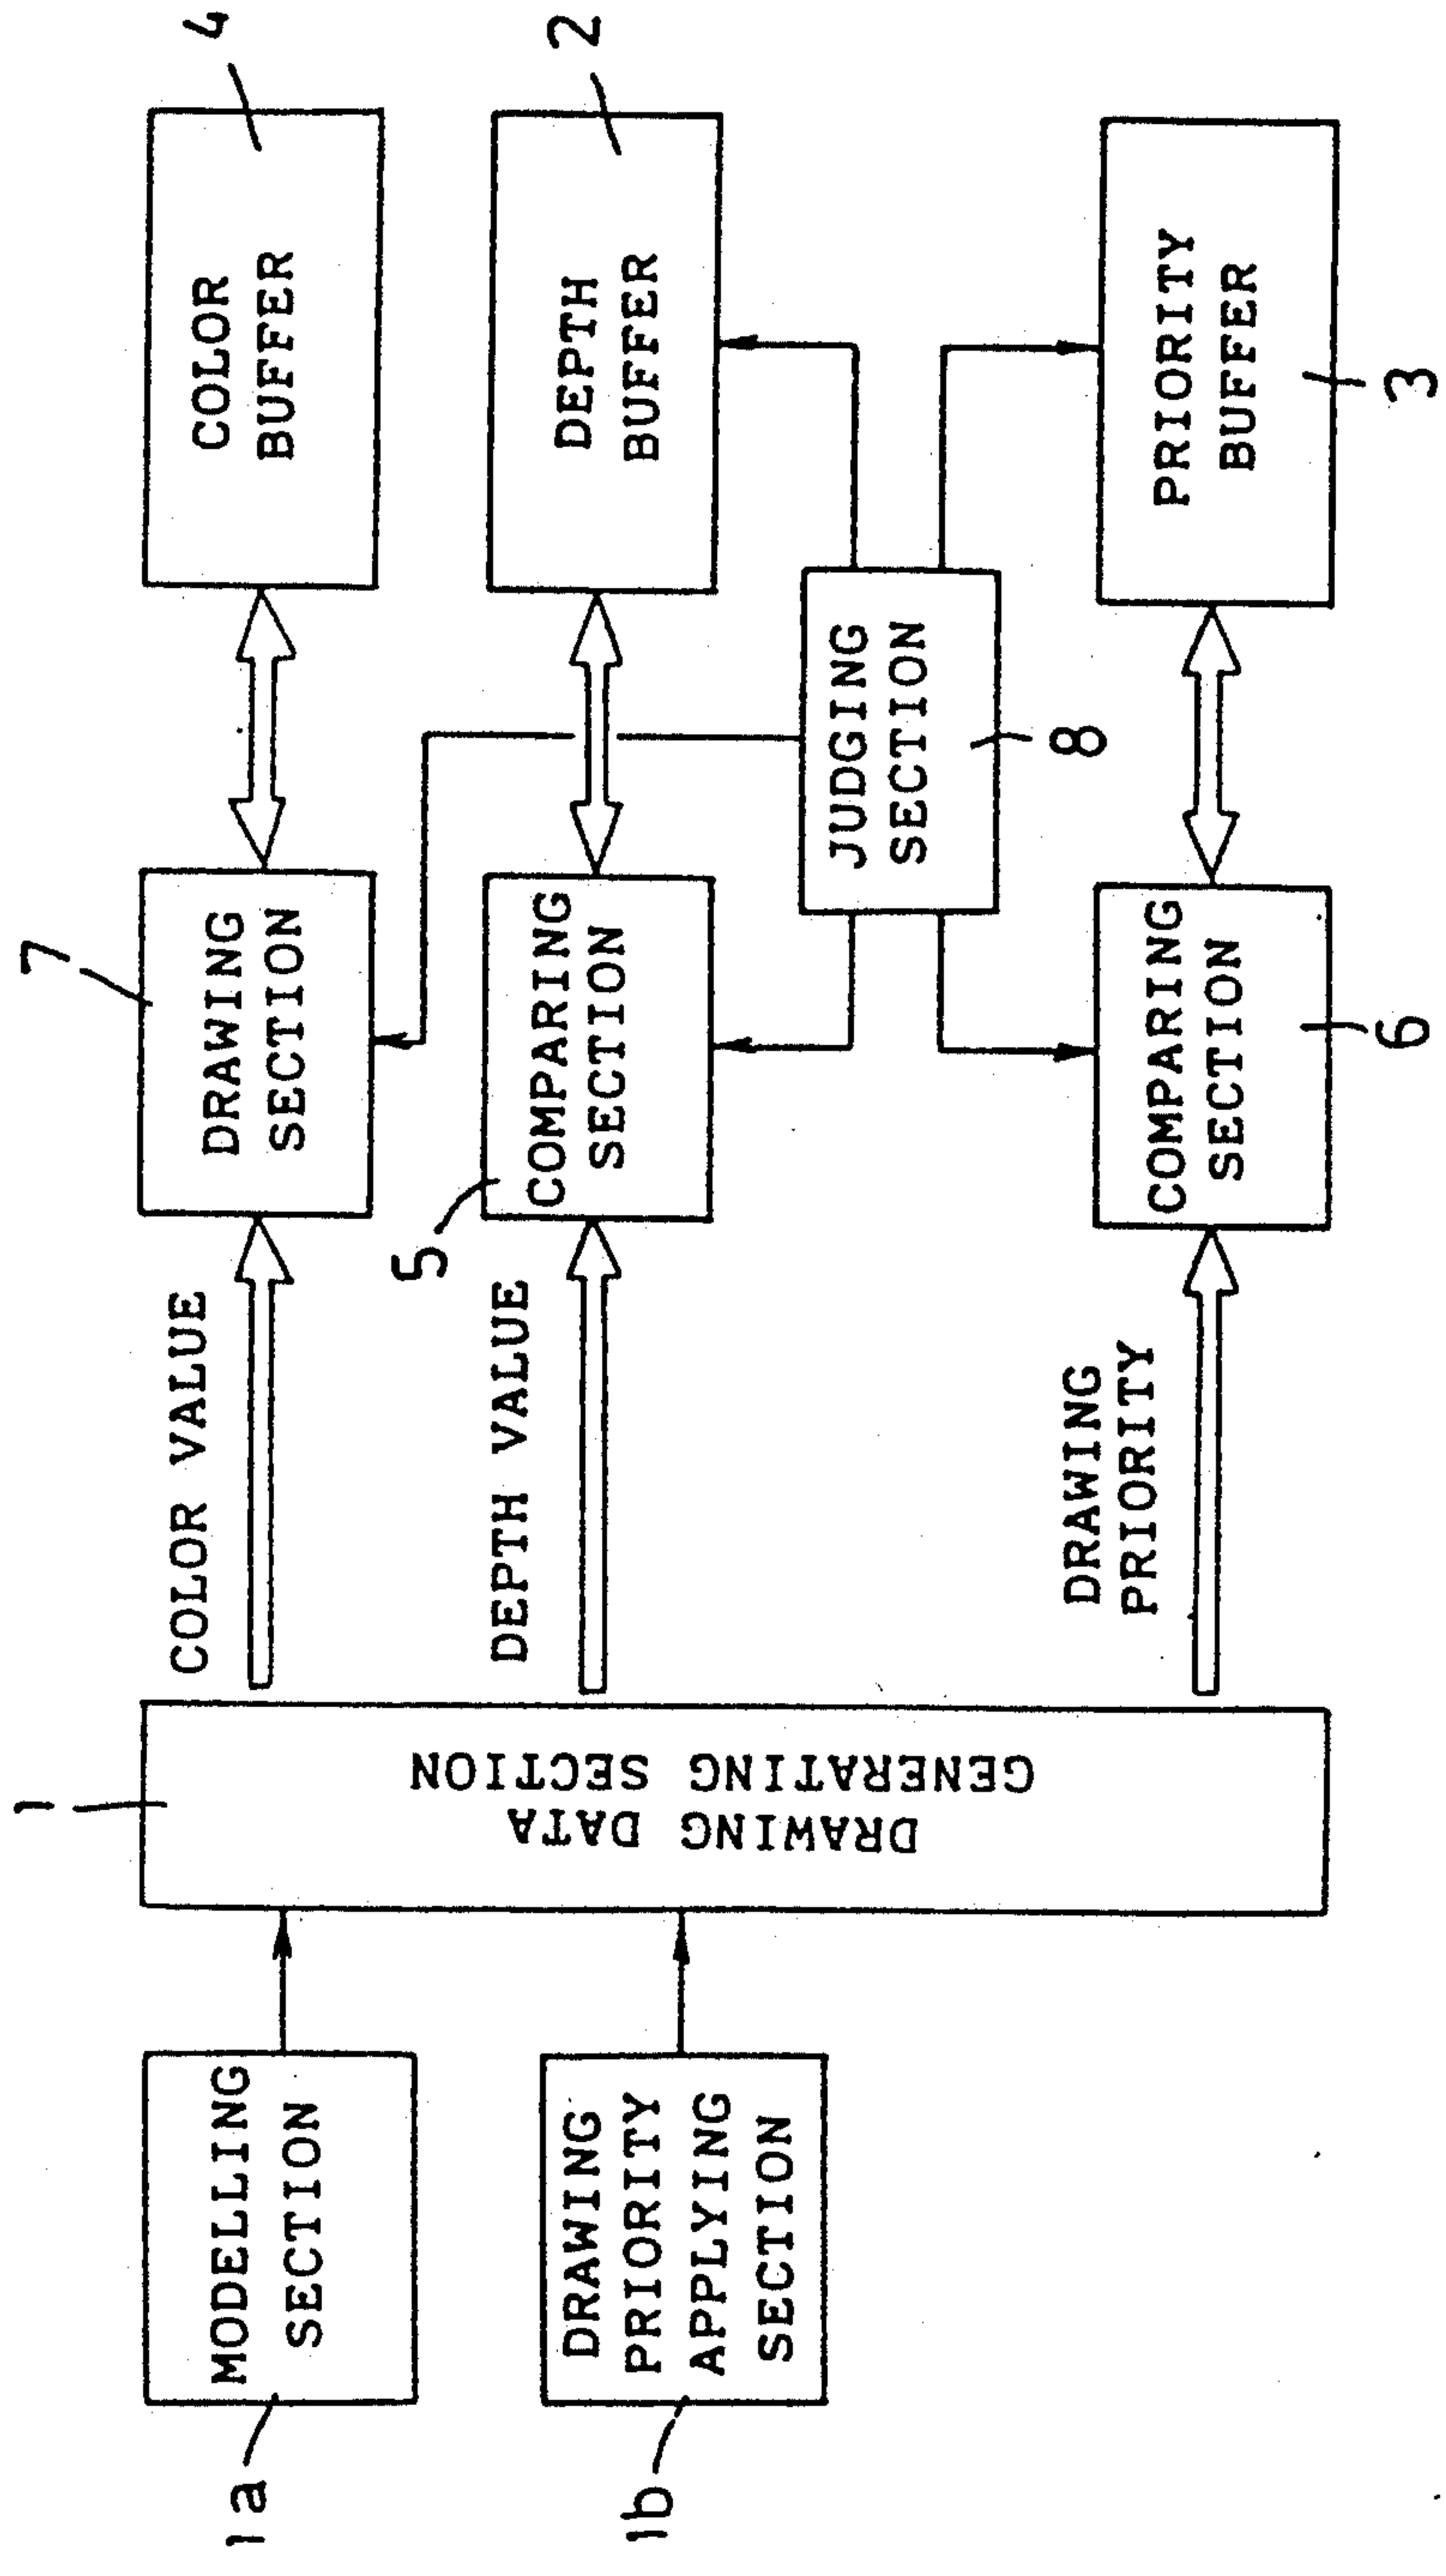 1a
MODELLING
SECTION
1b
DRAWING
PRIORITY
APPLYING
SECTION
1
DRAWING DATA
GENERATING SECTION
COLOR VALUE
DEPTH VALUE
DRAWING
PRIORITY
7
DRAWING
SECTION
5
COMPARING
SECTION
6
COMPARING
SECTION
JUDGING
SECTION
8
4
COLOR
BUFFER
2
DEPTH
BUFFER
3
PRIORITY
BUFFER